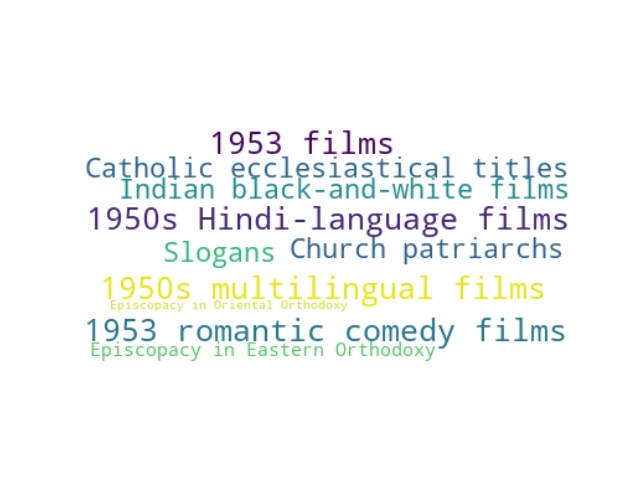 1953 films
Catholic ecclesiastical titles
Indian black-and-white films
1950s Hindi-language films
Slogans Church patriarchs
1950s multilingual films
Episcopacy in Oriental Orthodoxy
1953 romantic comedy films
Episcopacy in Eastern Orthodoxy